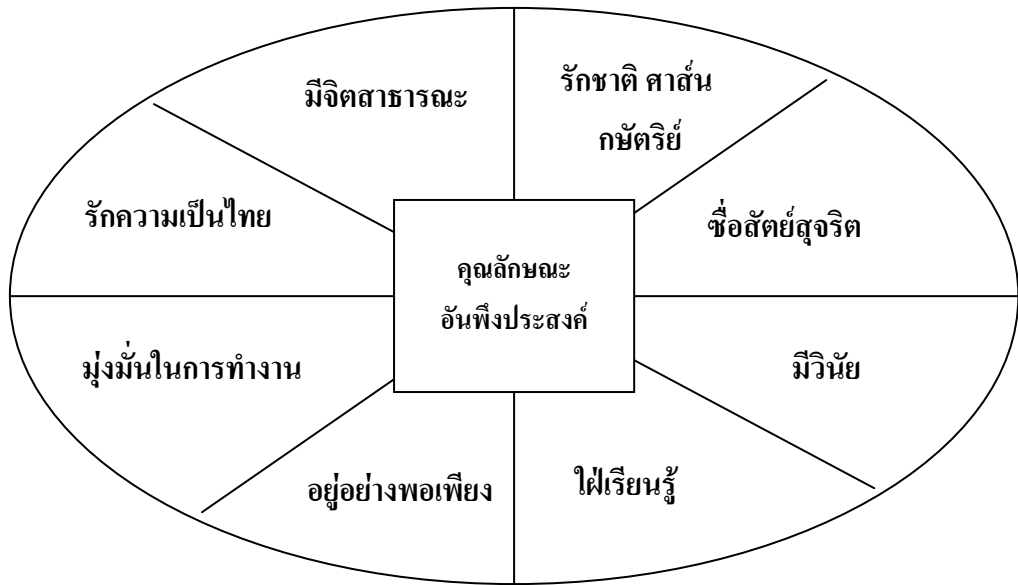 มีจิตสาธารณะ
รักชาติ ศาส์น
กษัตริย์
รักความเป็นไทย
ซื่อสัตย์สุจริต
คุณลักษณะ
อันพึงประสงค์
มุ่งมั่นในการทำงาน
มีวินัย
อยู่อย่างพอเพียง
ใฝ่เรียนรู้